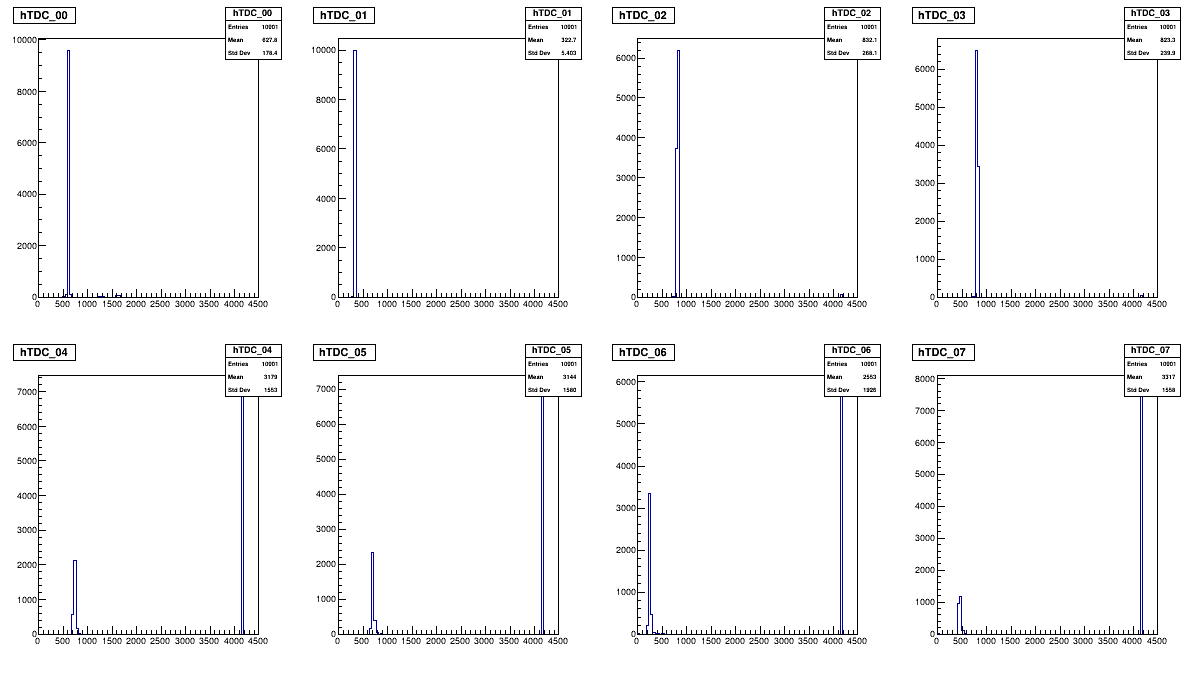 hTDC_00
hTDC_00
Entries 10001
Mean 627.8
Std Dev 178.4
10000
8000
6000
4000
2000
0
0 500 1000 1500 2000 2500 3000 3500 4000 4500
hTDC_01
hTDC_01
Entries 10001
Mean 322.7
Std Dev 5.403
10000
8000
6000
4000
2000
0
0 500 1000 1500 2000 2500 3000 3500 4000 4500
hTDC_02
hTDC_02
Entries 10001
Mean 832.1
Std Dev 268.1
6000
5000
4000
3000
2000
1000
0
0 500 1000 1500 2000 2500 3000 3500 4000 4500
hTDC_03
hTDC_03
Entries 10001
Mean 823.3
Std Dev 239.9
6000
5000
4000
3000
2000
1000
0
0 500 1000 1500 2000 2500 3000 3500 4000 4500
hTDC_04
hTDC_04
Entries 10001
Mean 3179
Std Dev 1553
7000
6000
5000
4000
3000
2000
1000
0
0 500 1000 1500 2000 2500 3000 3500 4000 4500
hTDC_05
hTDC_05
Entries 10001
Mean 3144
Std Dev 1580
7000
6000
5000
4000
3000
2000
1000
0
0 500 1000 1500 2000 2500 3000 3500 4000 4500
hTDC_06
hTDC_06
Entries 10001
Mean 2553
Std Dev 1926
6000
5000
4000
3000
2000
1000
0
0 500 1000 1500 2000 2500 3000 3500 4000 4500
hTDC_07
hTDC_07
Entries 10001
Mean 3317
Std Dev 1558
8000
7000
6000
5000
4000
3000
2000
1000
0
0 500 1000 1500 2000 2500 3000 3500 4000 4500